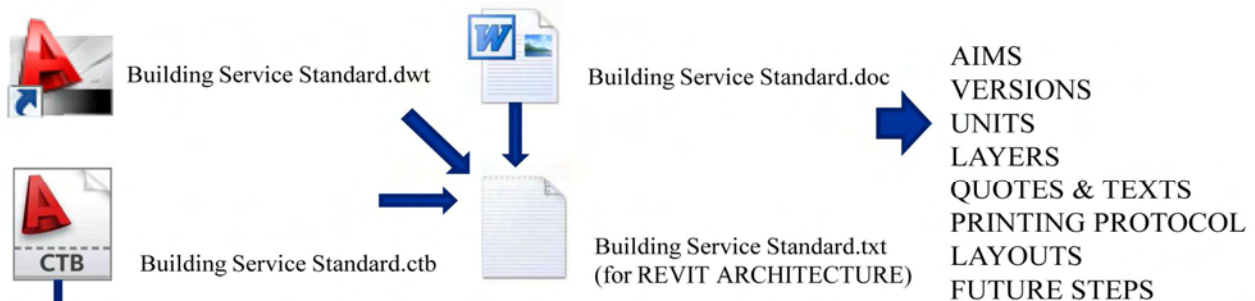 Building Service Standard.dwt
W
Building Service Standard.doc
CTB
Building Service Standard.ctb
Building Service Standard.txt
(for REVIT ARCHITECTURE)
AIMS
VERSIONS
UNITS
LAYERS
QUOTES & TEXTS
PRINTING PROTOCOL
LAYOUTS
FUTURE STEPS